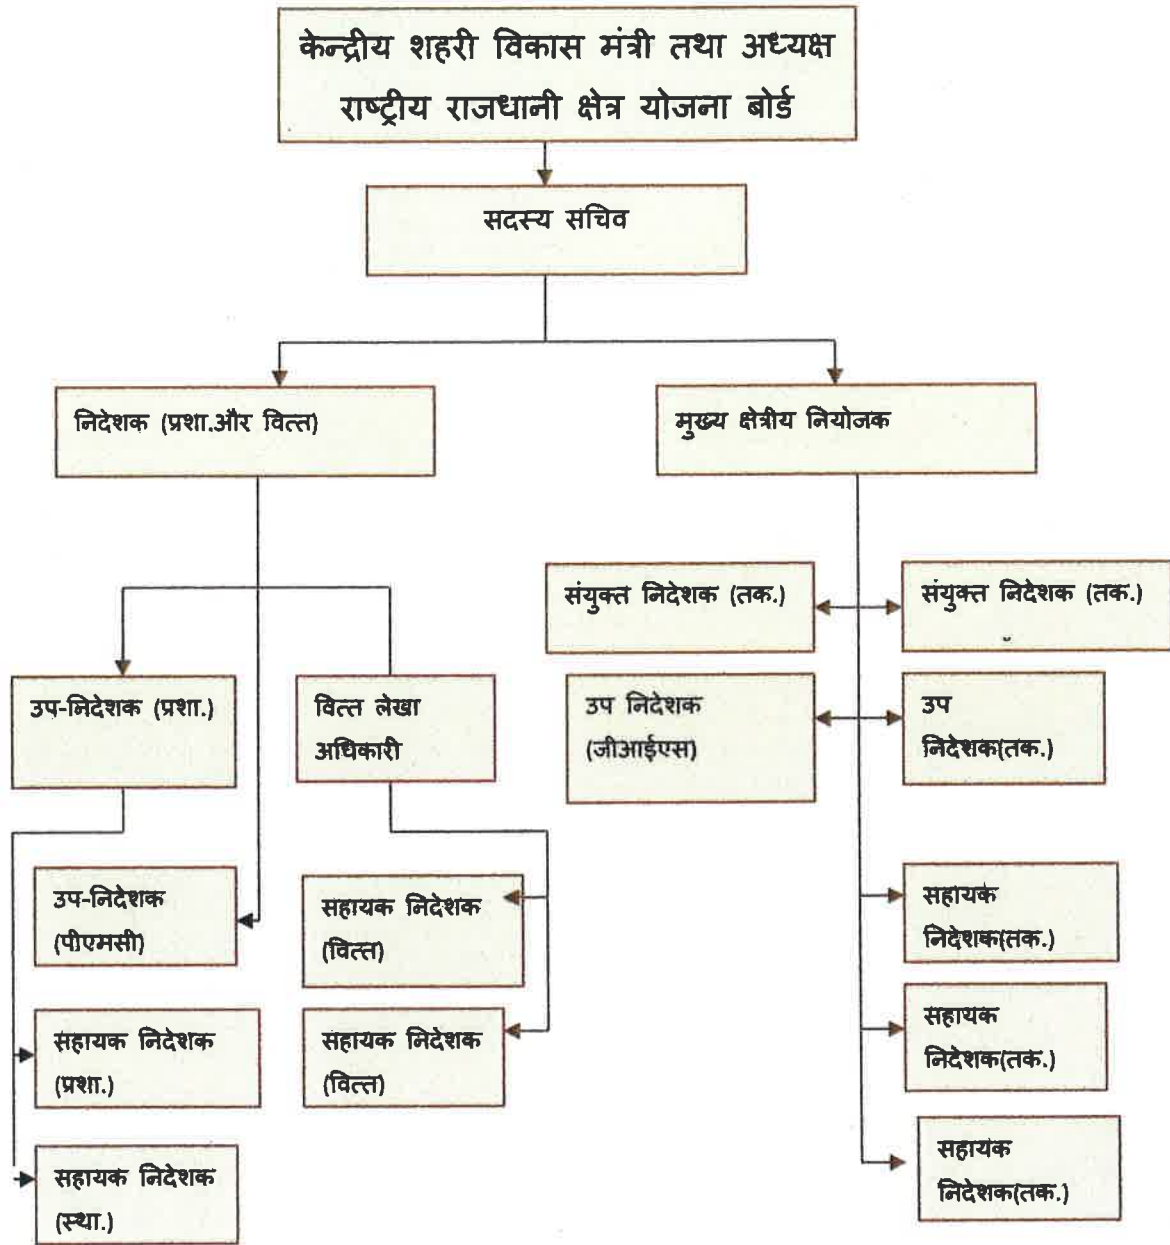 केन्द्रीय शहरी विकास मंत्री तथा अध्यक्ष
राष्ट्रीय राजधानी क्षेत्र योजना बोर्ड
सदस्य सचिव
निदेशक (प्रशा.और वित्त)
मुख्य क्षेत्रीय नियोजक
संयुक्त निदेशक (तक.)
संयुक्त निदेशक (तक.)
उप-निदेशक (प्रशा.)
वित्त लेखा
अधिकारी
उप निदेशक
(जीआईएस)
उप
निदेशक(तक.)
उप-निदेशक
(पीएमसी)
सहायक निदेशक
(वित्त)
सहायक
निदेशक(तक.)
सहायक निदेशक
(प्रशा.)
सहायक निदेशक
(वित्त)
सहायक
निदेशक(तक.)
सहायक निदेशक
(स्था.)
सहायक
निदेशक(तक.)